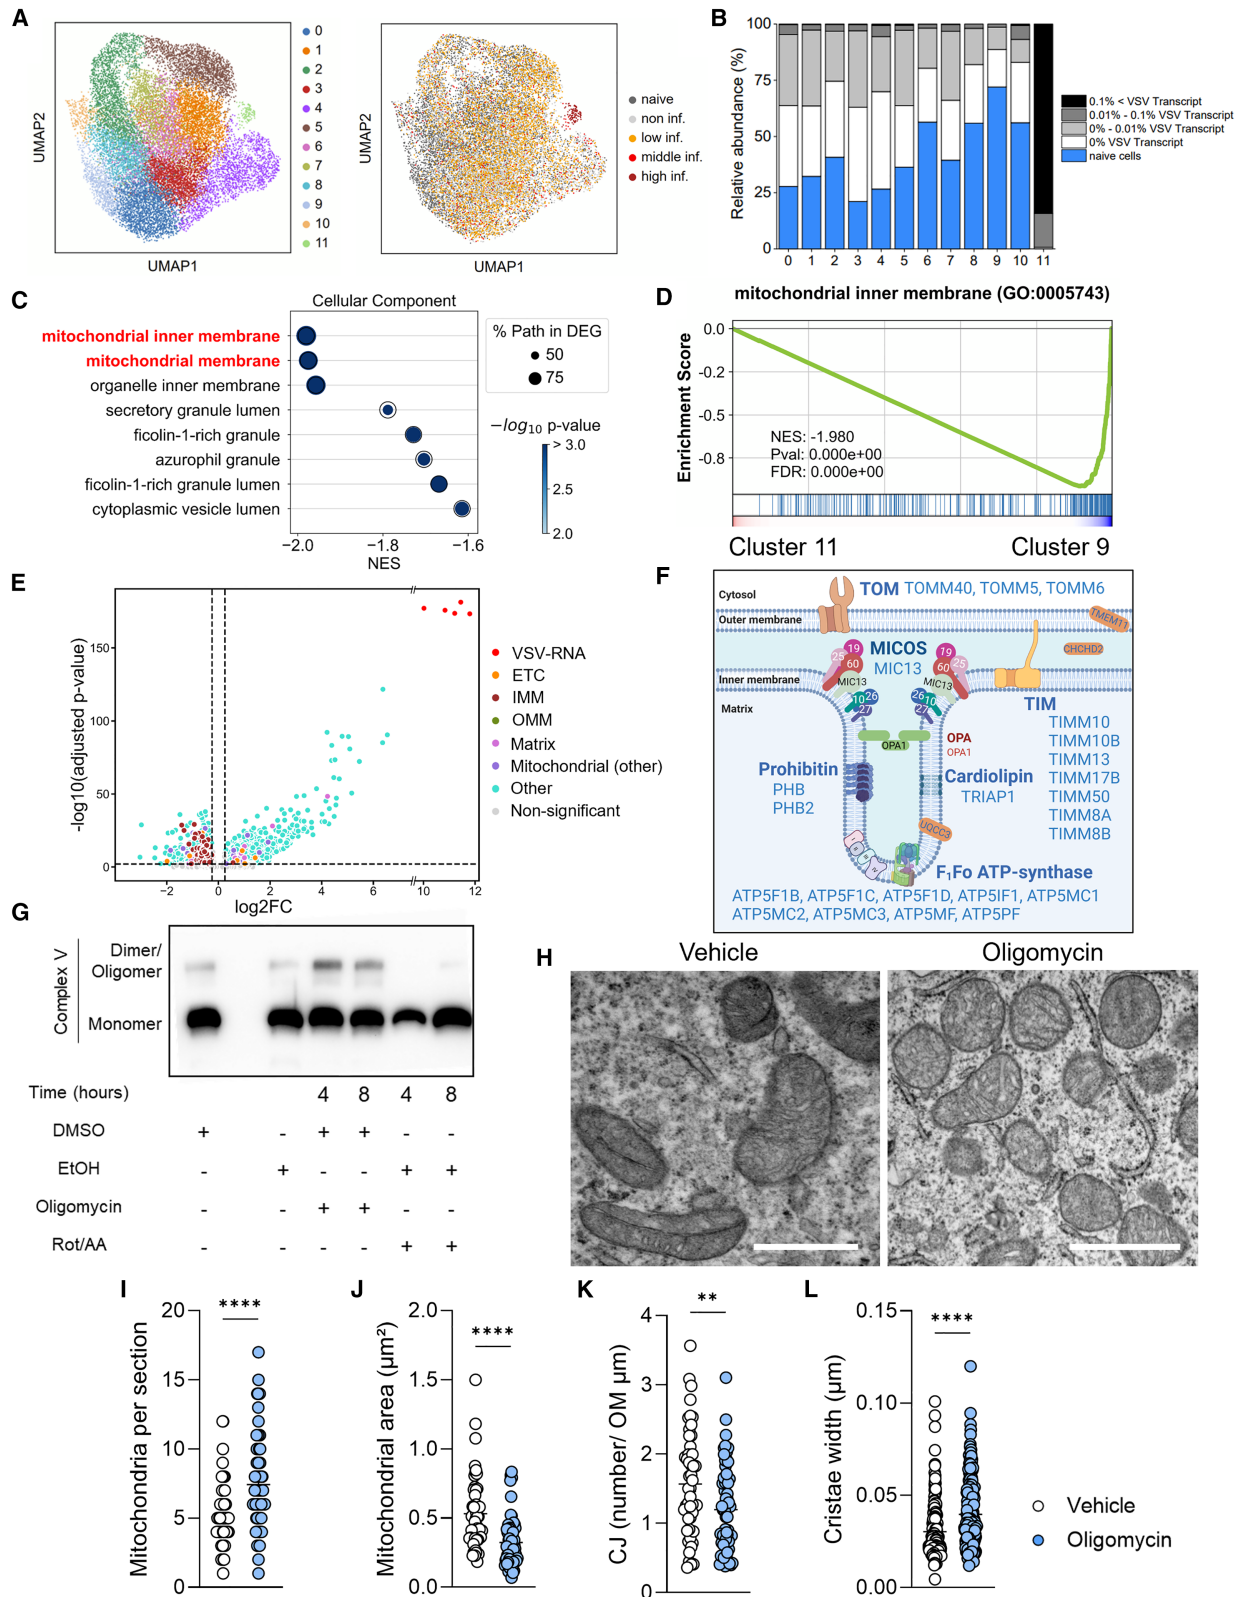 A
UMAP2
UMAP1
0
1
2
3
4
5
6
7
8
9
10
11
UMAP2
UMAP1
naive
non inf.
low inf.
middle inf.
high inf.
B
Relative abundance (%)
100
75
50
25
0
0 1 2 3 4 5 6 7 8 9 10 11
0.1% < VSV Transcript
0.01% - 0.1% VSV Transcript
0% - 0.01% VSV Transcript
0% VSV Transcript
naive cells
C
Cellular Component
mitochondrial inner membrane
mitochondrial membrane
organelle inner membrane
secretory granule lumen
ficolin-1-rich granule
azurophil granule
ficolin-1-rich granule lumen
cytoplasmic vesicle lumen
−2.0 −1.8 −1.6
NES
% Path in DEG
50
75
−log10 p-value
> 3.0
2.5
2.0
D
mitochondrial inner membrane (GO:0005743)
Enrichment Score
0.0
-0.2
-0.5
-0.8
NES: -1.980
Pval: 0.000e+00
FDR: 0.000e+00
Cluster 11 Cluster 9
E
-log10(adjusted p-value)
150
100
50
0
−2 0 2 4 6 10 12
log2FC
VSV-RNA
ETC
IMM
OMM
Matrix
Mitochondrial (other)
Other
Non-significant
F
Cytosol
TOM TOMM40, TOMM5, TOMM6
Outer membrane
TMEM11
CHCHD2
MICOS
MIC13
19
25
60
MIC13
10
26
27
19
25
60
MIC13
26
10
27
Inner membrane
Matrix
TIM
TIMM10
TIMM10B
TIMM13
TIMM17B
TIMM50
TIMM8A
TIMM8B
OPA1
OPA
OPA1
Prohibitin
PHB
PHB2
Cardiolipin
TRIAP1
UQCC3
F₁Fo ATP-synthase
ATP5F1B, ATP5F1C, ATP5F1D, ATP5IF1, ATP5MC1
ATP5MC2, ATP5MC3, ATP5MF, ATP5PF
G
Complex V
Dimer/
Oligomer
Monomer
Time (hours) 4 8 4 8
DMSO + - + + - -
EtOH - + - - + +
Oligomycin - - + + - -
Rot/AA - - - - + +
H
Vehicle
Oligomycin
I
Mitochondria per section
20
15
10
5
0
****
J
Mitochondrial area (µm²)
2.0
1.5
1.0
0.5
0.0
****
K
CJ (number/ OM µm)
4
3
2
1
0
**
L
Cristae width (µm)
0.15
0.10
0.05
0.00
****
Vehicle
Oligomycin